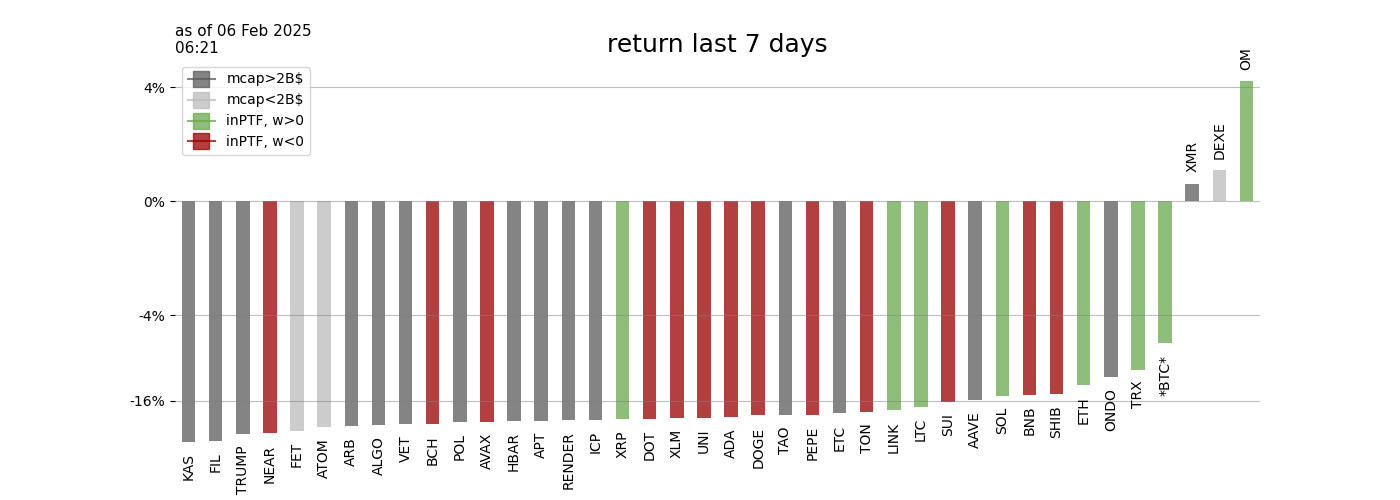 as of 06 Feb 2025
06:21
return last 7 days
mcap>2B$
mcap<2B$
inPTF, w>0
inPTF, w<0
4%
0%
-4%
-16%
KAS
FIL
TRUMP
NEAR
FET
ATOM
ARB
ALGO
VET
BCH
POL
AVAX
HBAR
APT
RENDER
ICP
XRP
DOT
XLM
UNI
ADA
DOGE
TAO
PEPE
ETC
TON
LINK
LTC
SUI
AAVE
SOL
BNB
SHIB
ETH
ONDO
TRX
*BTC*
XMR
DEXE
OM